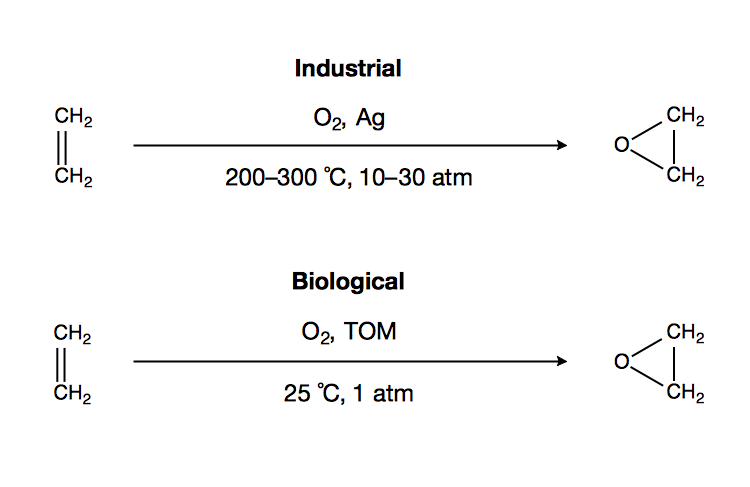 Industrial
CH₂
O₂, Ag
CH₂
O
CH₂
200–300 ℃, 10–30 atm
CH₂
Biological
CH₂
O₂, TOM
CH₂
O
CH₂
25 ℃, 1 atm
CH₂